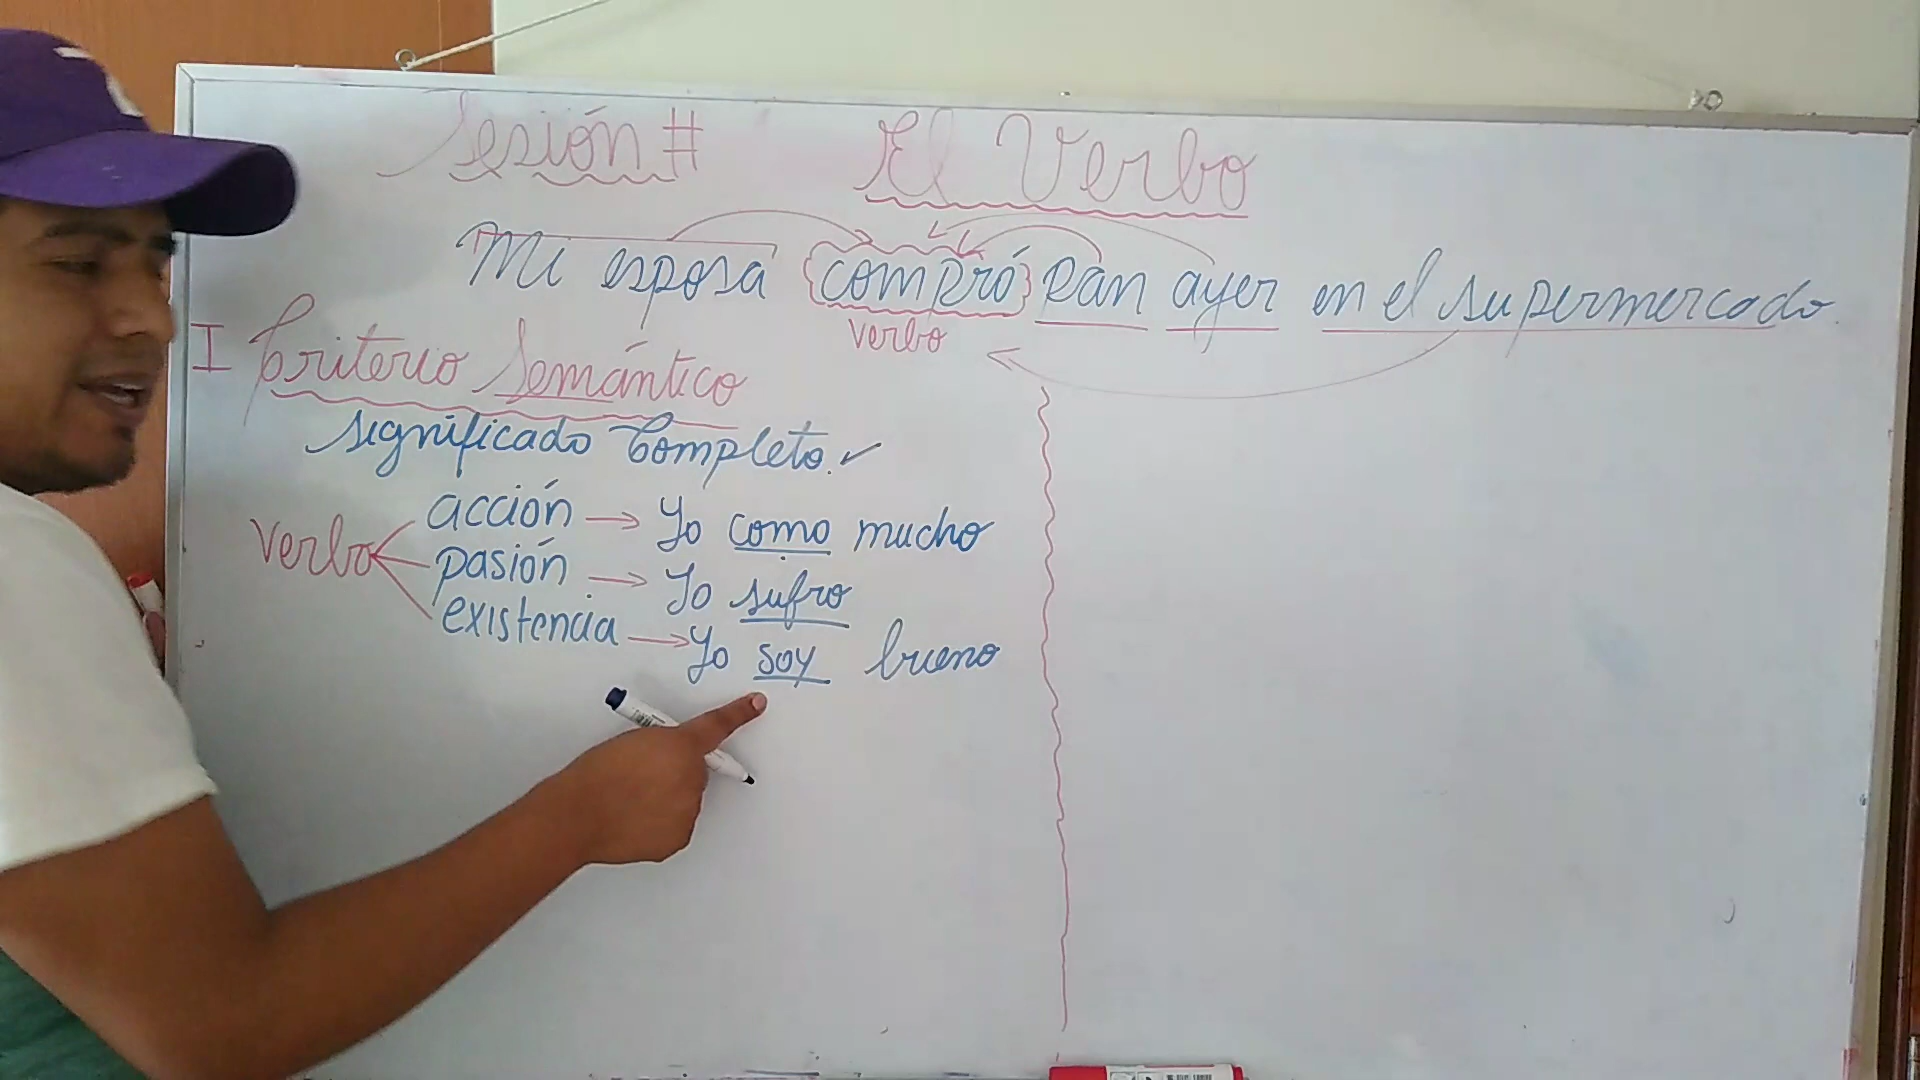 Sesión # El Verbo
Mi esposa compró pan ayer en el supermercado.
verbo
I Criterio Semántico
significado Completo.
verbo
acción → Yo como mucho
pasión → Yo sufro
existencia → Yo soy bueno